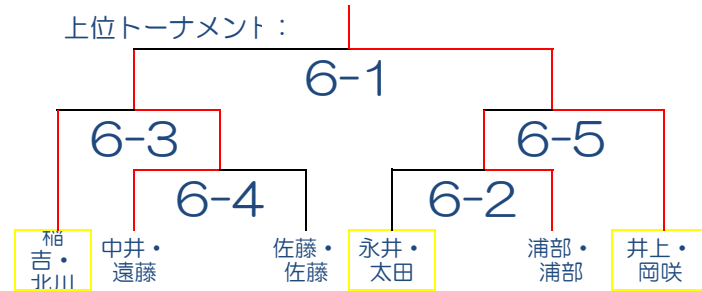 上位トーナメント：
6-1
6-3
6-5
6-4
6-2
稲
吉・
北川
中井・
遠藤
佐藤・
佐藤
永井・
太田
浦部・
浦部
井上・
岡咲